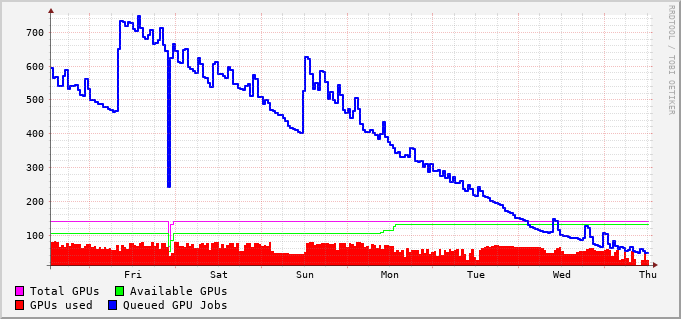 700
600
500
400
300
200
100
Fri Sat Sun Mon Tue Wed Thu
Total GPUs Available GPUs
GPUs used Queued GPU Jobs
RRDTOOL / TOBI OETIKER